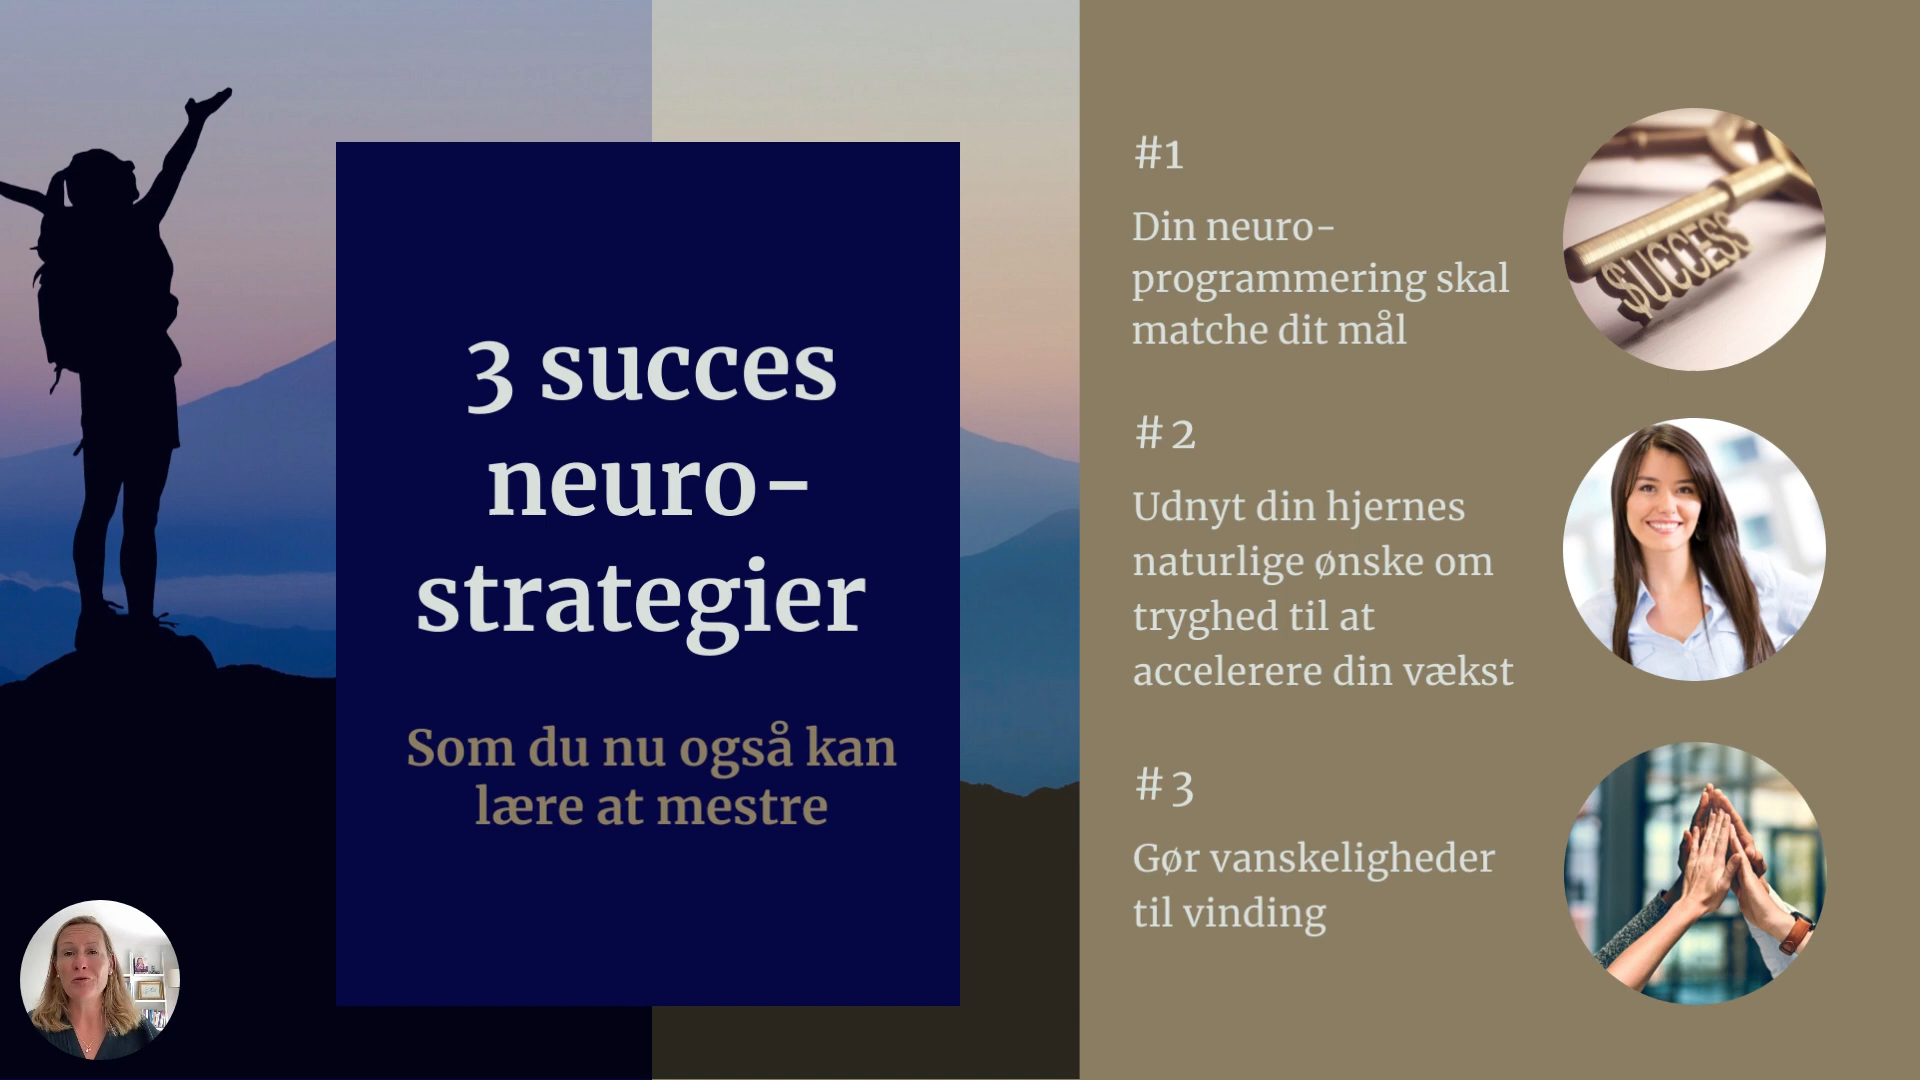 3 succes
neuro-
strategier
Som du nu også kan
lære at mestre
#1
Din neuro-
programmering skal
matche dit mål
SUCCESS
#2
Udnyt din hjernes
naturlige ønske om
tryghed til at
accelerere din vækst
#3
Gør vanskeligheder
til vinding